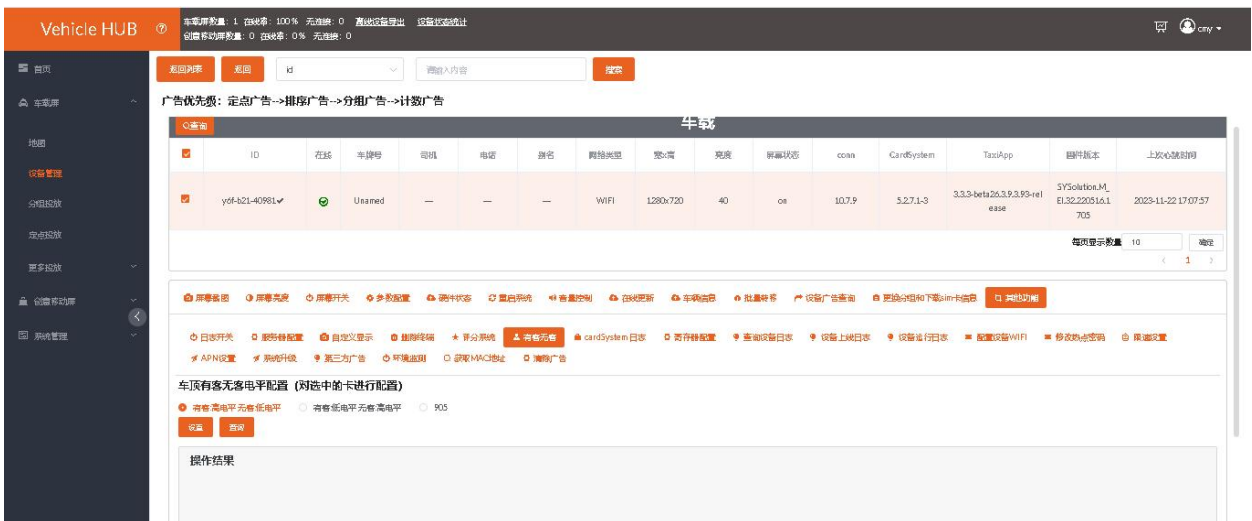 Vehicle HUB
车载屏数量: 1 在线率: 100% 无连接: 0 离线设备导出 设备状态统计
创意移动屏数量: 0 在线率: 0% 无连接: 0
cmy
首页
车载屏
地图
设备管理
分组投放
定点投放
更多投放
创意移动屏
系统管理
返回列表 返回 id 请输入内容 搜索
广告优先级: 定点广告-->排序广告-->分组广告-->计数广告
查询 车载
ID 在线 车牌号 司机 电话 别名 网络类型 宽x高 亮度 屏幕状态 conn CardSystem TaxiApp 固件版本 上次心跳时间
y6f-b21-40981 Unamed — — — WIFI 1280x720 40 on 10.7.9 5.2.7.1-3 3.3.3-beta26.3.9.3.93-rel
ease
SYSolution.M_
EI.32.220516.1
705
2023-11-22 17:07:57
每页显示数量 10 确定
1
屏幕截图 屏幕亮度 屏幕开关 参数配置 硬件状态 重启系统 音量控制 在线更新 车辆信息 批量转移 设备广告查询 更换分组和下载sim卡信息 其他功能
日志开关 服务器配置 自定义显示 删除终端 评分系统 有客无客 cardSystem日志 寄存器配置 查询设备日志 设备上线日志 设备运行日志 配置设备WIFI 修改热点密码 限速设置
APN设置 系统升级 第三方广告 环境监测 获取MAC地址 清除广告
车顶有客无客电平配置 (对选中的卡进行配置)
有客:高电平 无客:低电平 有客:低电平 无客:高电平 905
设置 查询
操作结果